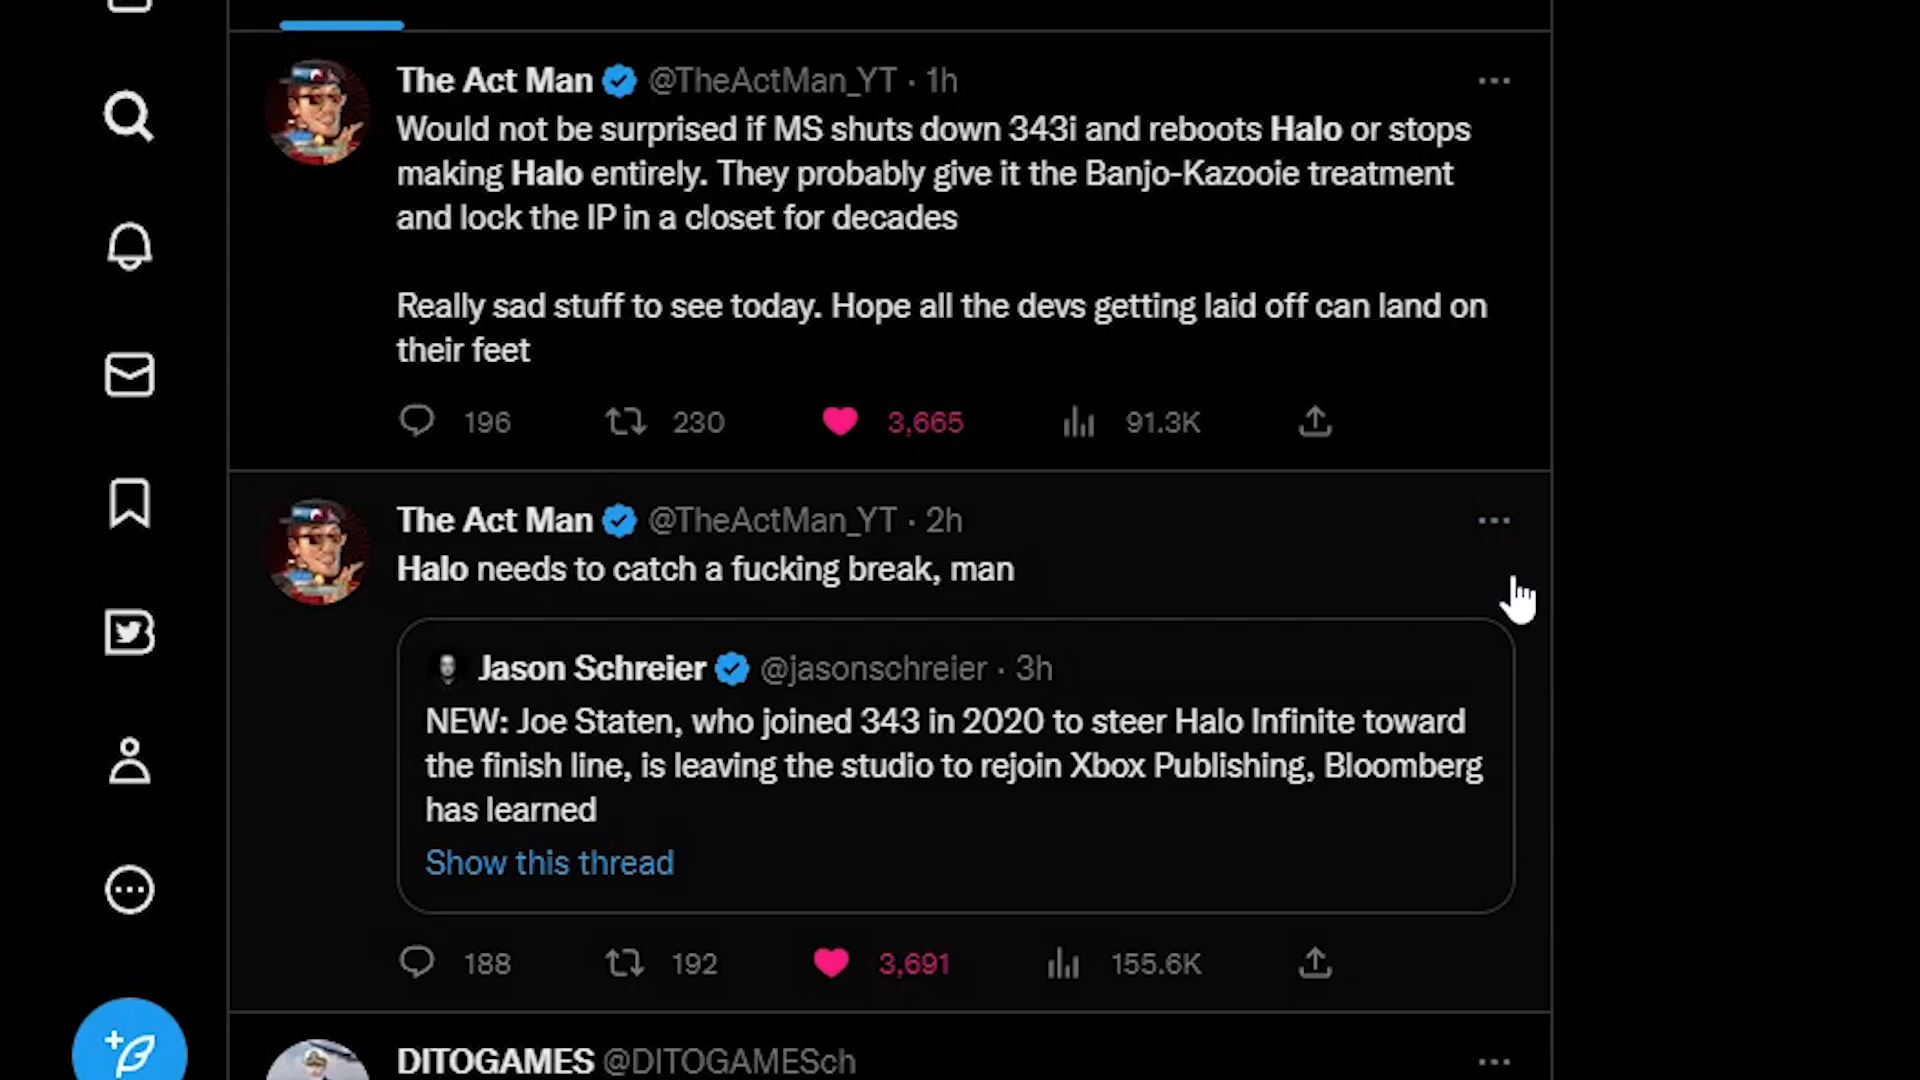 The Act Man @TheActMan_YT · 1h
Would not be surprised if MS shuts down 343i and reboots Halo or stops
making Halo entirely. They probably give it the Banjo-Kazooie treatment
and lock the IP in a closet for decades
Really sad stuff to see today. Hope all the devs getting laid off can land on
their feet
196 230 3,665 91.3K
The Act Man @TheActMan_YT · 2h
Halo needs to catch a fucking break, man
Jason Schreier @jasonschreier · 3h
NEW: Joe Staten, who joined 343 in 2020 to steer Halo Infinite toward
the finish line, is leaving the studio to rejoin Xbox Publishing, Bloomberg
has learned
Show this thread
188 192 3,691 155.6K
DITOGAMES @DITOGAMESch